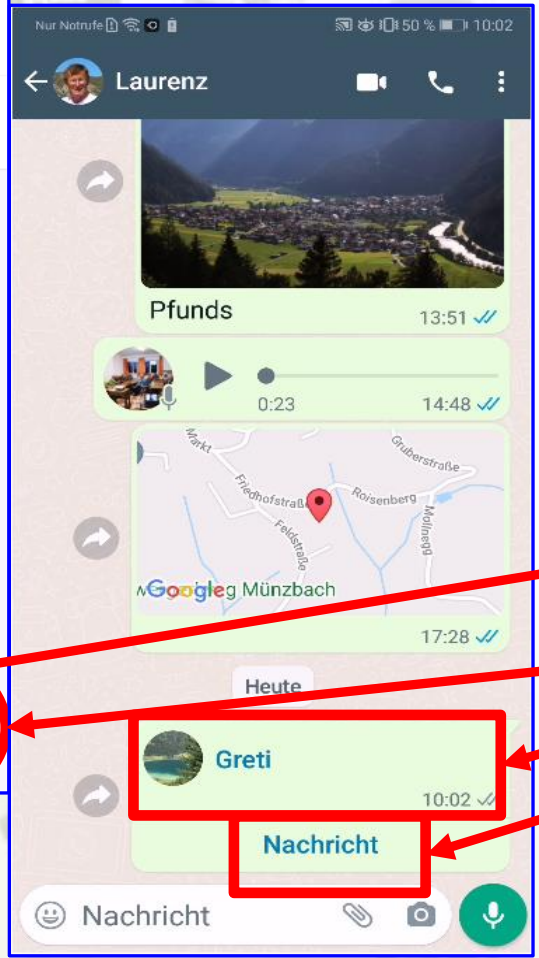 Nur Notrufe 50 % 10:02
Laurenz
Pfunds
13:51
0:23 14:48
Markt
Gruberstraße
Friedhofstraße
Roisenberg
Feldstraße
Mollnegg
Google
Münzbach
17:28
Heute
Greti
10:02
Nachricht
Nachricht